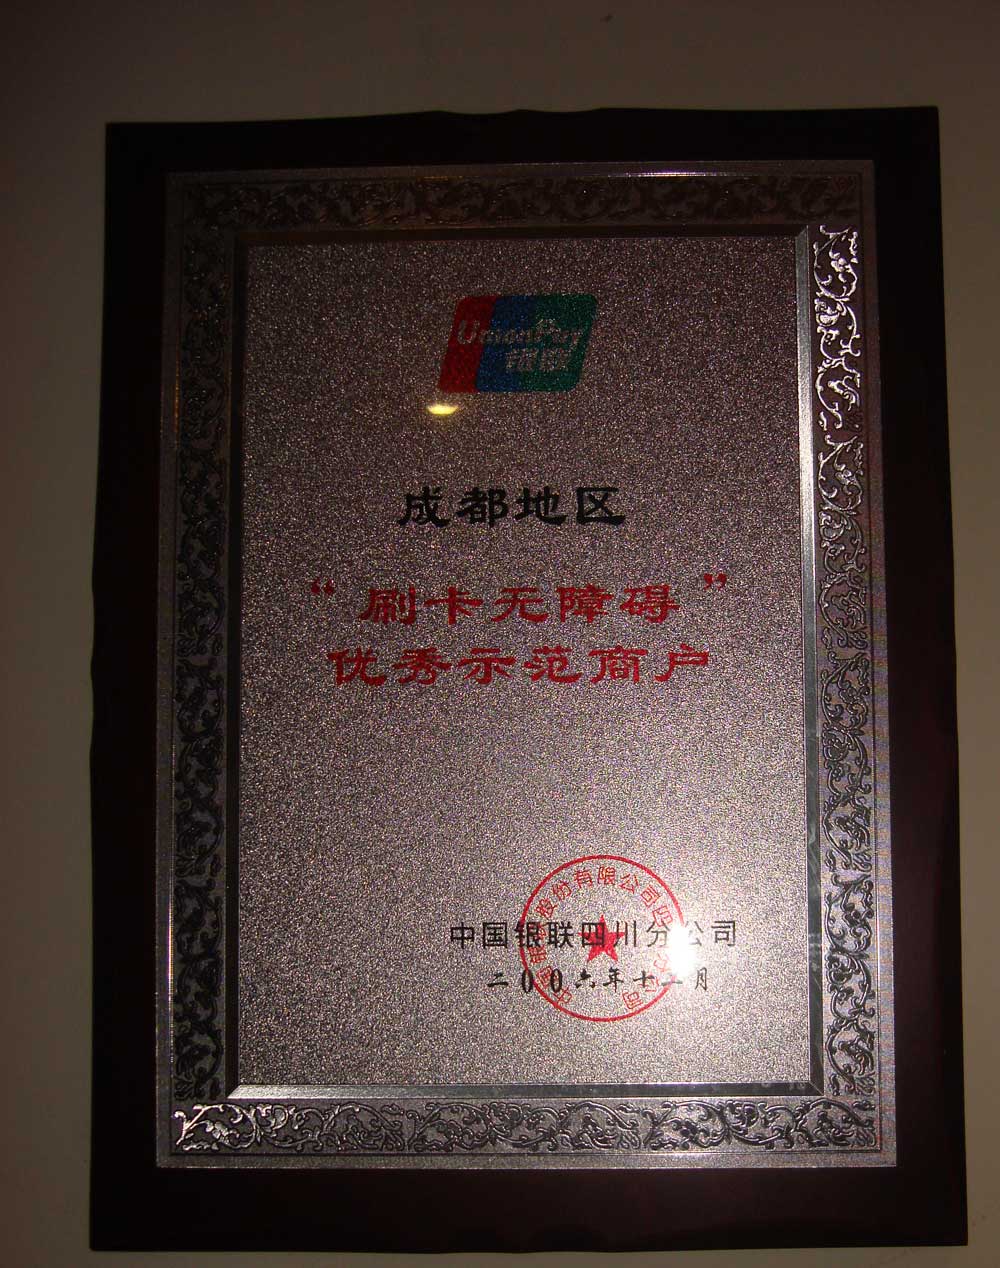 UnionPay
银联
成都地区
“刷卡无障碍”
优秀示范商户
中国银联四川分公司
二00六年十二月